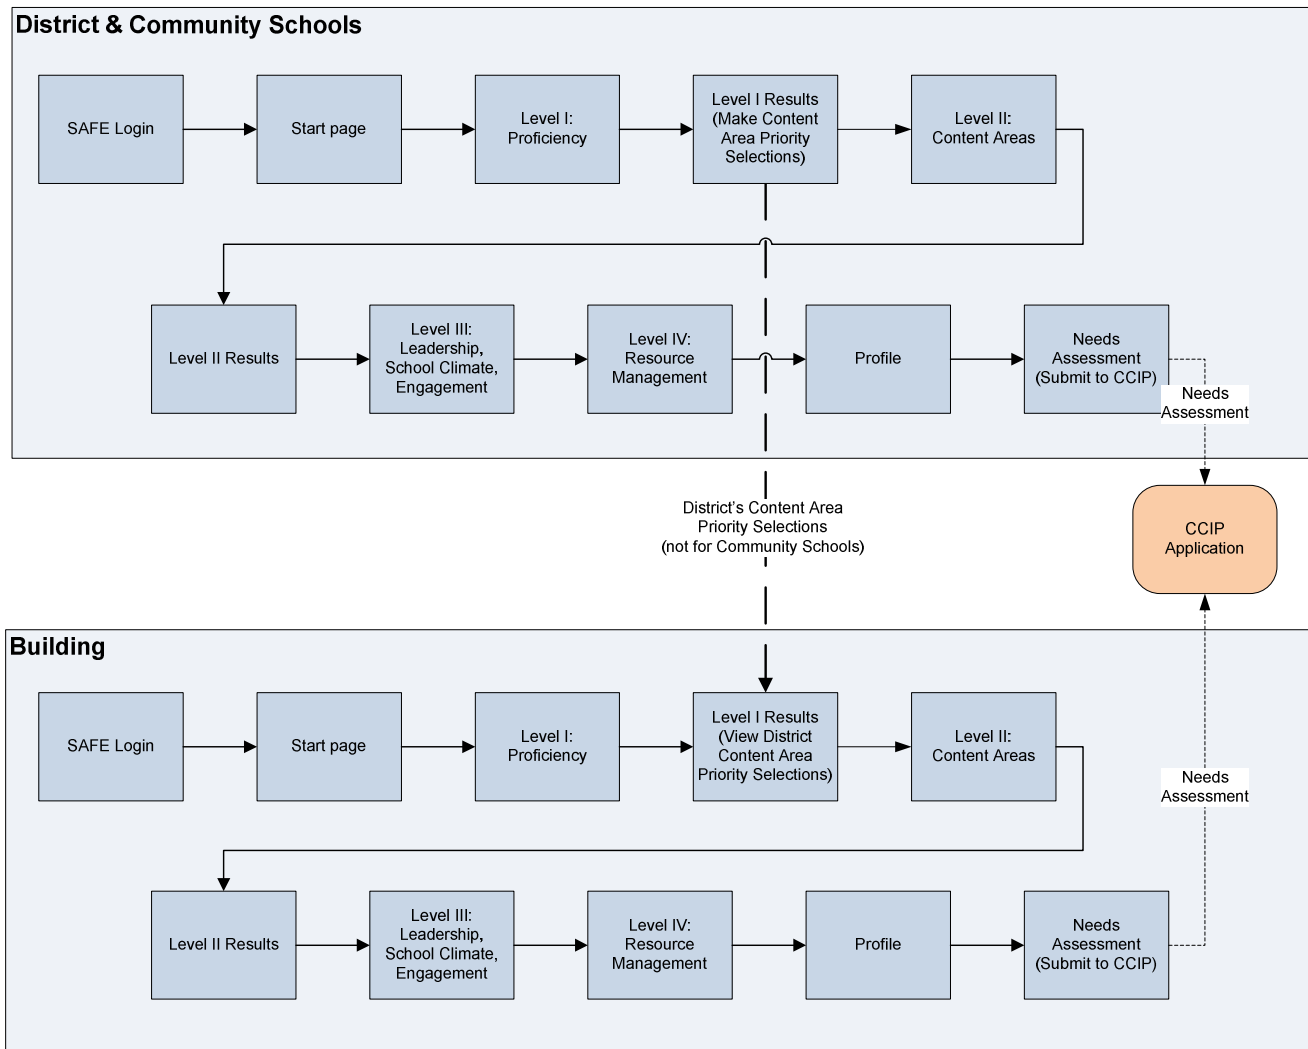 District & Community Schools
SAFE Login
Start page
Level I:
Proficiency
Level I Results
(Make Content
Area Priority
Selections)
Level II:
Content Areas
Level II Results
Level III:
Leadership,
School Climate,
Engagement
Level IV:
Resource
Management
Profile
Needs
Assessment
(Submit to CCIP)
Needs
Assessment
District's Content Area
Priority Selections
(not for Community Schools)
CCIP
Application
Building
SAFE Login
Start page
Level I:
Proficiency
Level I Results
(View District
Content Area
Priority Selections)
Level II:
Content Areas
Needs
Assessment
Level II Results
Level III:
Leadership,
School Climate,
Engagement
Level IV:
Resource
Management
Profile
Needs
Assessment
(Submit to CCIP)